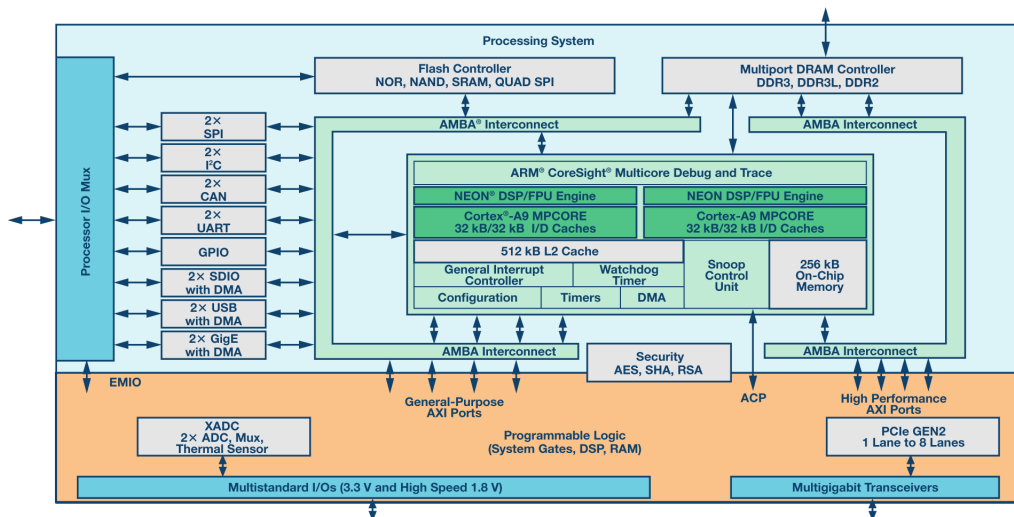 Processing System
Flash Controller
NOR, NAND, SRAM, QUAD SPI
Multiport DRAM Controller
DDR3, DDR3L, DDR2
Processor I/O Mux
2×
SPI
2×
I²C
2×
CAN
2×
UART
GPIO
2× SDIO
with DMA
2× USB
with DMA
2× GigE
with DMA
AMBA® Interconnect
AMBA Interconnect
ARM® CoreSight® Multicore Debug and Trace
NEON® DSP/FPU Engine
NEON DSP/FPU Engine
Cortex®-A9 MPCORE
32 kB/32 kB I/D Caches
Cortex-A9 MPCORE
32 kB/32 kB I/D Caches
512 kB L2 Cache
General Interrupt
Controller
Watchdog
Timer
Configuration
Timers
DMA
Snoop
Control
Unit
256 kB
On-Chip
Memory
AMBA Interconnect
AMBA Interconnect
Security
AES, SHA, RSA
EMIO
General-Purpose
AXI Ports
ACP
High Performance
AXI Ports
XADC
2× ADC, Mux,
Thermal Sensor
Programmable Logic
(System Gates, DSP, RAM)
PCIe GEN2
1 Lane to 8 Lanes
Multistandard I/Os (3.3 V and High Speed 1.8 V)
Multigigabit Transceivers